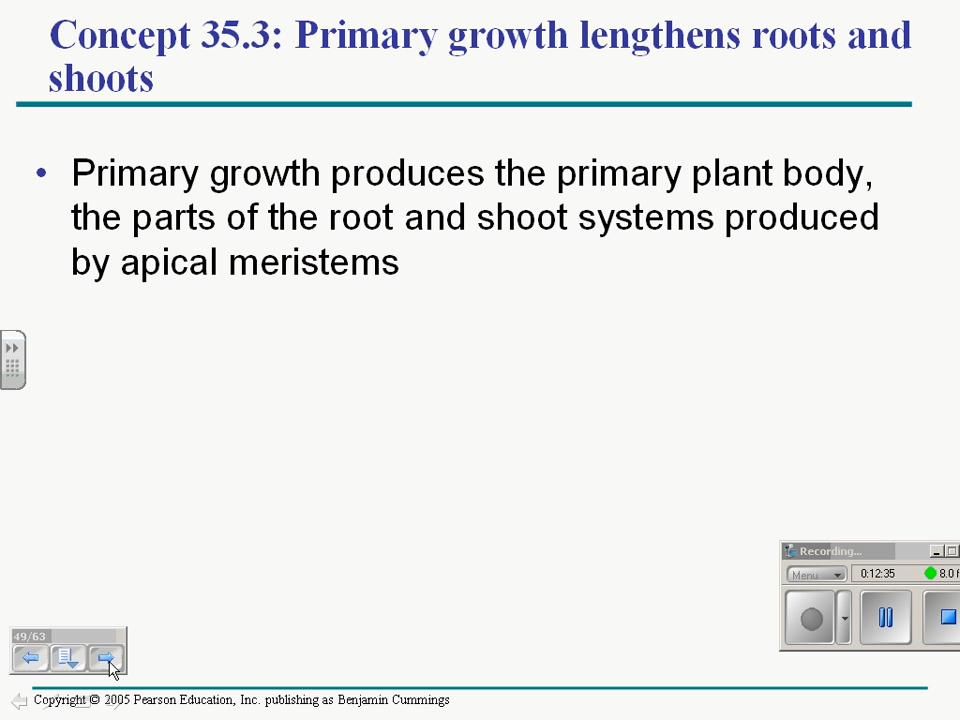 Concept 35.3: Primary growth lengthens roots and
shoots
• Primary growth produces the primary plant body,
the parts of the root and shoot systems produced
by apical meristems
Recording...
Menu 0:12:35 8.0 f
49/63
Copyright © 2005 Pearson Education, Inc. publishing as Benjamin Cummings